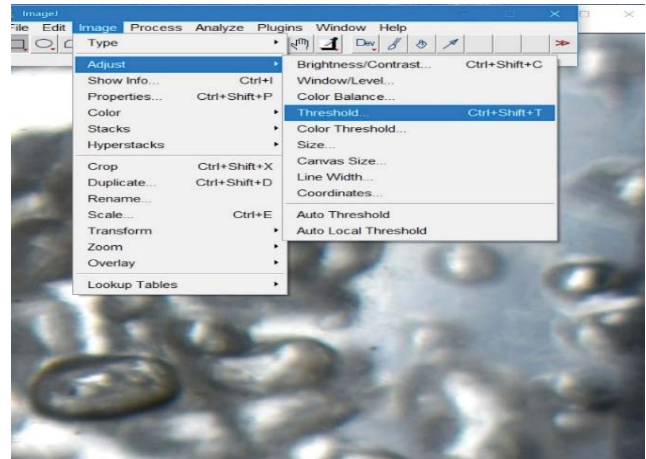 ImageJ
File Edit Image Process Analyze Plugins Window Help
Dev
Type
Adjust
Show Info... Ctrl+I
Properties... Ctrl+Shift+P
Color
Stacks
Hyperstacks
Crop Ctrl+Shift+X
Duplicate... Ctrl+Shift+D
Rename...
Scale... Ctrl+E
Transform
Zoom
Overlay
Lookup Tables
Brightness/Contrast... Ctrl+Shift+C
Window/Level...
Color Balance...
Threshold... Ctrl+Shift+T
Color Threshold...
Size...
Canvas Size...
Line Width...
Coordinates...
Auto Threshold
Auto Local Threshold